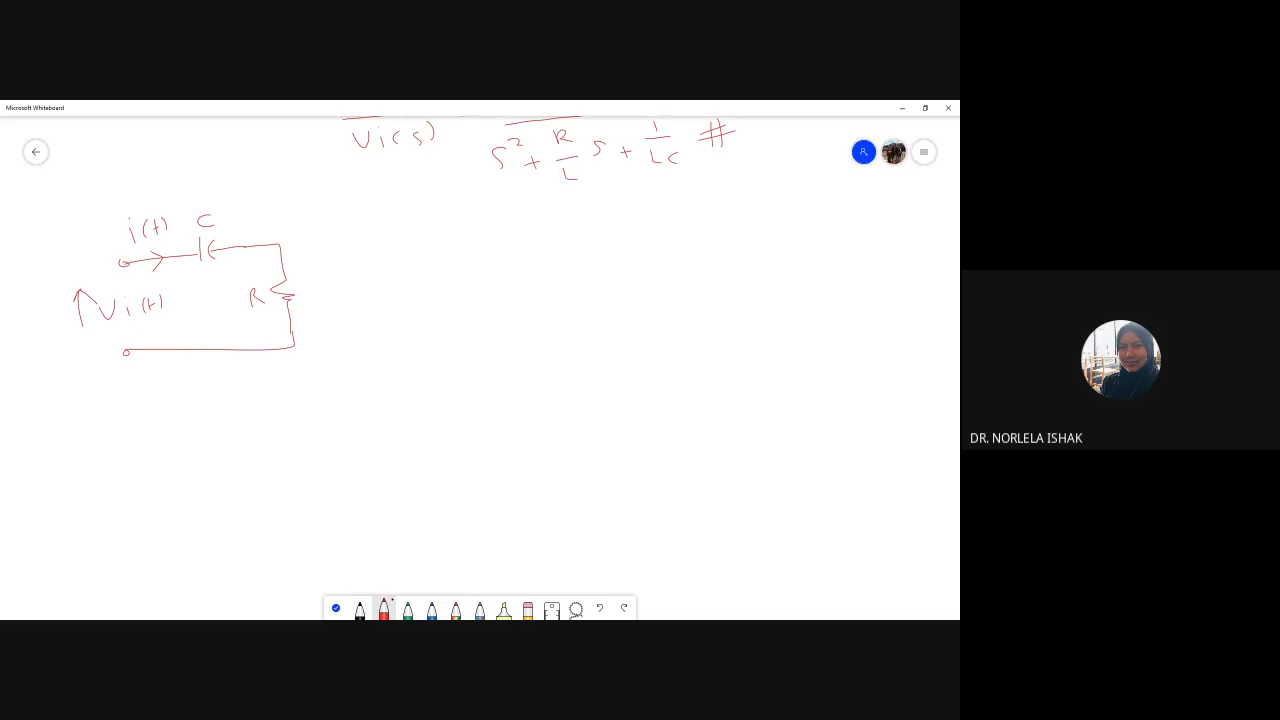 Microsoft Whiteboard
Vi(s)
s² + R/L s + 1/LC #
i(t) C
Vi(t) R
DR. NORLELA ISHAK